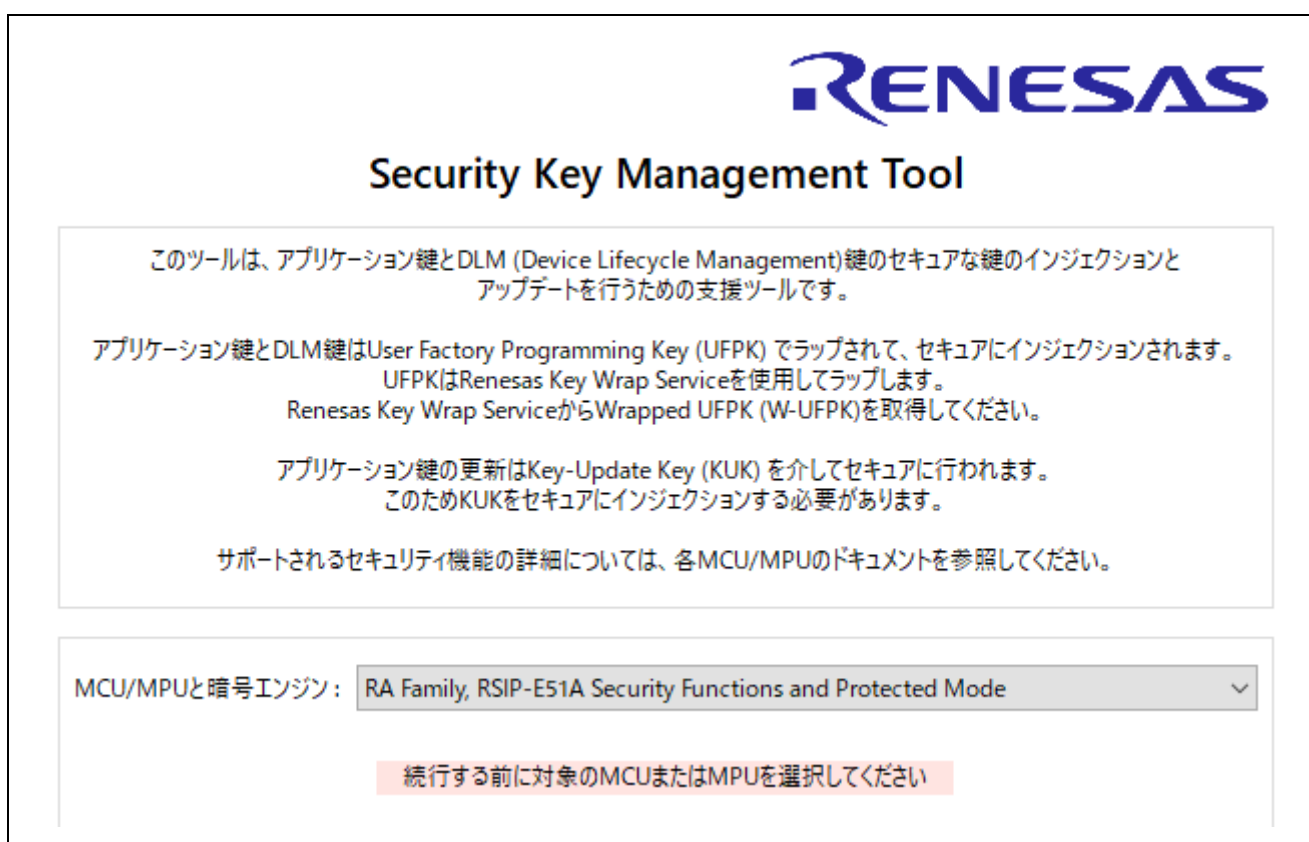 RENESAS
Security Key Management Tool
このツールは、アプリケーション鍵とDLM (Device Lifecycle Management)鍵のセキュアな鍵のインジェクションと
アップデートを行うための支援ツールです。
アプリケーション鍵とDLM鍵はUser Factory Programming Key (UFPK) でラップされて、セキュアにインジェクションされます。
UFPKはRenesas Key Wrap Serviceを使用してラップします。
Renesas Key Wrap ServiceからWrapped UFPK (W-UFPK)を取得してください。
アプリケーション鍵の更新はKey-Update Key (KUK) を介してセキュアに行われます。
このためKUKをセキュアにインジェクションする必要があります。
サポートされるセキュリティ機能の詳細については、各MCU/MPUのドキュメントを参照してください。
MCU/MPUと暗号エンジン : RA Family, RSIP-E51A Security Functions and Protected Mode
続行する前に対象のMCUまたはMPUを選択してください